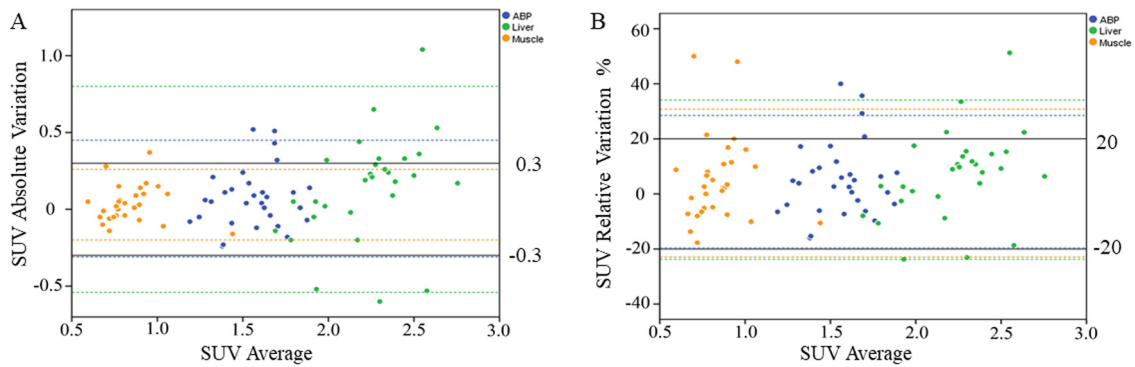 A
ABP
Liver
Muscle
SUV Absolute Variation
1.0
0.5
0
-0.5
0.3
-0.3
0.5
1.0
1.5
2.0
2.5
3.0
SUV Average
B
ABP
Liver
Muscle
SUV Relative Variation %
60
40
20
0
-20
-40
20
-20
0.5
1.0
1.5
2.0
2.5
3.0
SUV Average